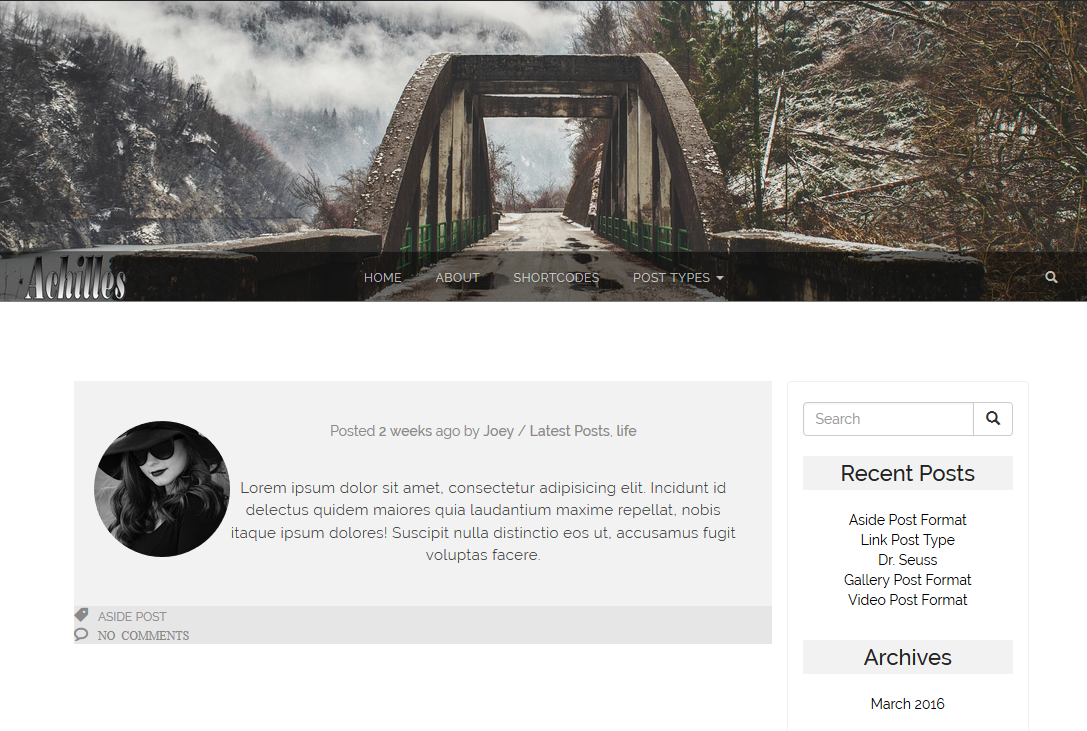 Achilles
HOME ABOUT SHORTCODES POST TYPES
Posted 2 weeks ago by Joey / Latest Posts, life
Lorem ipsum dolor sit amet, consectetur adipisicing elit. Incidunt id
delectus quidem maiores quia laudantium maxime repellat, nobis
itaque ipsum dolores! Suscipit nulla distinctio eos ut, accusamus fugit
voluptas facere.
ASIDE POST
NO COMMENTS
Search
Recent Posts
Aside Post Format
Link Post Type
Dr. Seuss
Gallery Post Format
Video Post Format
Archives
March 2016